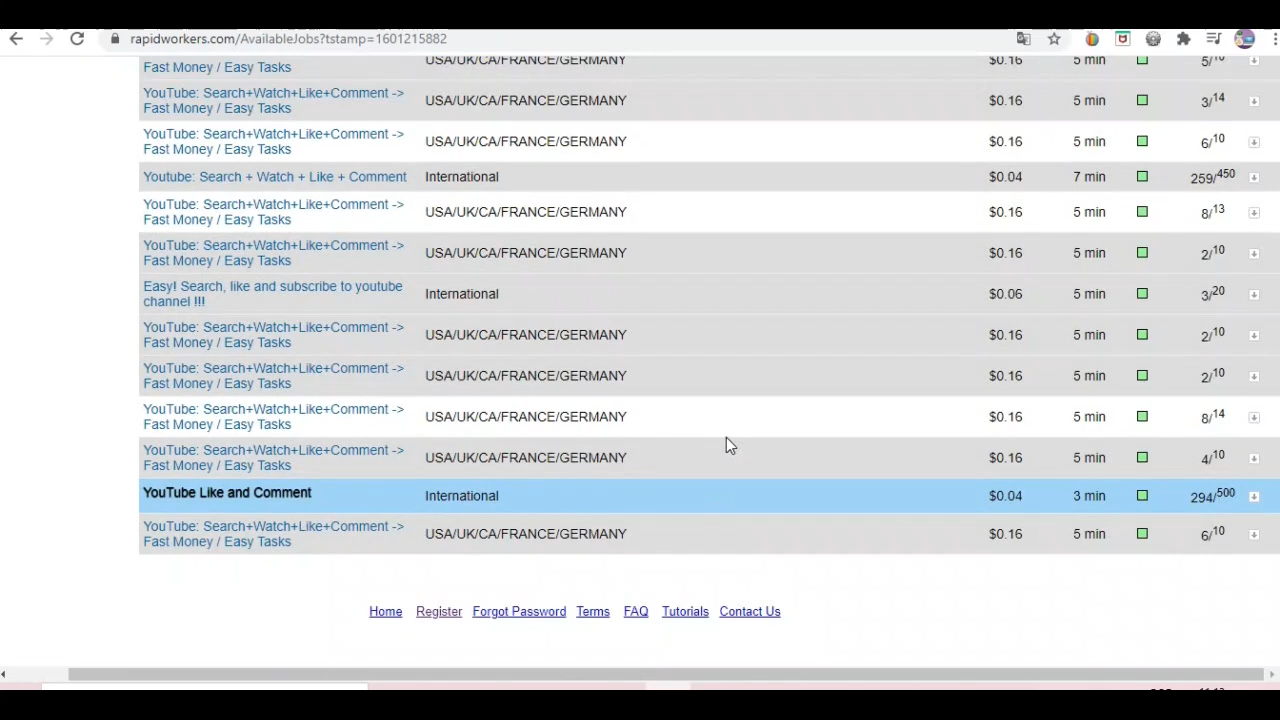 rapidworkers.com/AvailableJobs?tstamp=1601215882
Fast Money / Easy Tasks USA/UK/CA/FRANCE/GERMANY $0.16 5 min 5/10
YouTube: Search+Watch+Like+Comment ->
Fast Money / Easy Tasks USA/UK/CA/FRANCE/GERMANY $0.16 5 min 3/14
YouTube: Search+Watch+Like+Comment ->
Fast Money / Easy Tasks USA/UK/CA/FRANCE/GERMANY $0.16 5 min 6/10
Youtube: Search + Watch + Like + Comment International $0.04 7 min 259/450
YouTube: Search+Watch+Like+Comment ->
Fast Money / Easy Tasks USA/UK/CA/FRANCE/GERMANY $0.16 5 min 8/13
YouTube: Search+Watch+Like+Comment ->
Fast Money / Easy Tasks USA/UK/CA/FRANCE/GERMANY $0.16 5 min 2/10
Easy! Search, like and subscribe to youtube
channel !!! International $0.06 5 min 3/20
YouTube: Search+Watch+Like+Comment ->
Fast Money / Easy Tasks USA/UK/CA/FRANCE/GERMANY $0.16 5 min 2/10
YouTube: Search+Watch+Like+Comment ->
Fast Money / Easy Tasks USA/UK/CA/FRANCE/GERMANY $0.16 5 min 2/10
YouTube: Search+Watch+Like+Comment ->
Fast Money / Easy Tasks USA/UK/CA/FRANCE/GERMANY $0.16 5 min 8/14
YouTube: Search+Watch+Like+Comment ->
Fast Money / Easy Tasks USA/UK/CA/FRANCE/GERMANY $0.16 5 min 4/10
YouTube Like and Comment International $0.04 3 min 294/500
YouTube: Search+Watch+Like+Comment ->
Fast Money / Easy Tasks USA/UK/CA/FRANCE/GERMANY $0.16 5 min 6/10
Home Register Forgot Password Terms FAQ Tutorials Contact Us